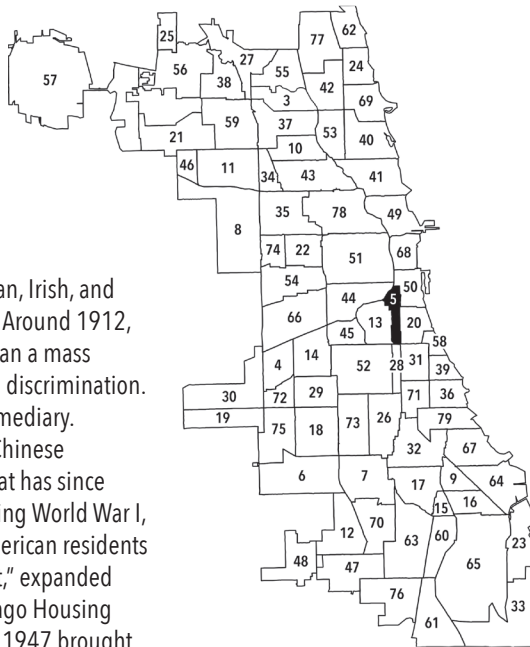 77 62
25
27
56 55 24
57 38 42
3 69
59 37 53
21 10 40
46 11 34 43 41
35 78 49
8
74 22 51 68
54 50
an, Irish, and 44 5
Around 1912, 66 13 20
an a mass 45 58
discrimination. 4 14 52 28 31 39
mediary. 30 72 29 71 36
Chinese 19 26 79
at has since 75 18 73 32 67
ing World War I, 6 7 17 9 64
erican residents 15 16
t," expanded 12 70 63 60 23
ago Housing 48 47 65
1947 brought 76 61 33